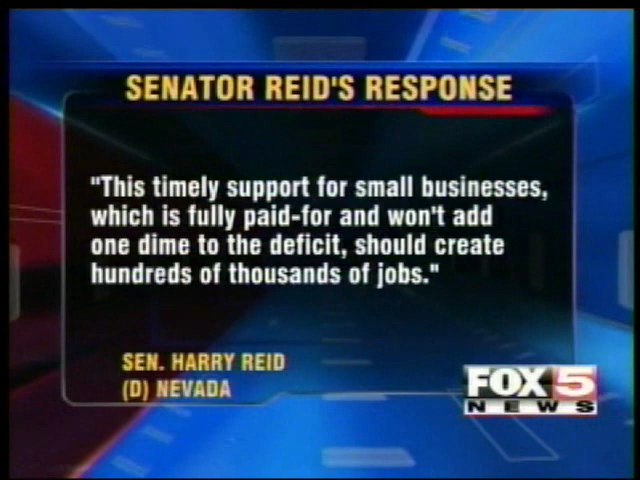 SENATOR REID'S RESPONSE
"This timely support for small businesses,
which is fully paid-for and won't add
one dime to the deficit, should create
hundreds of thousands of jobs."
SEN. HARRY REID
(D) NEVADA
FOX 5
NEWS